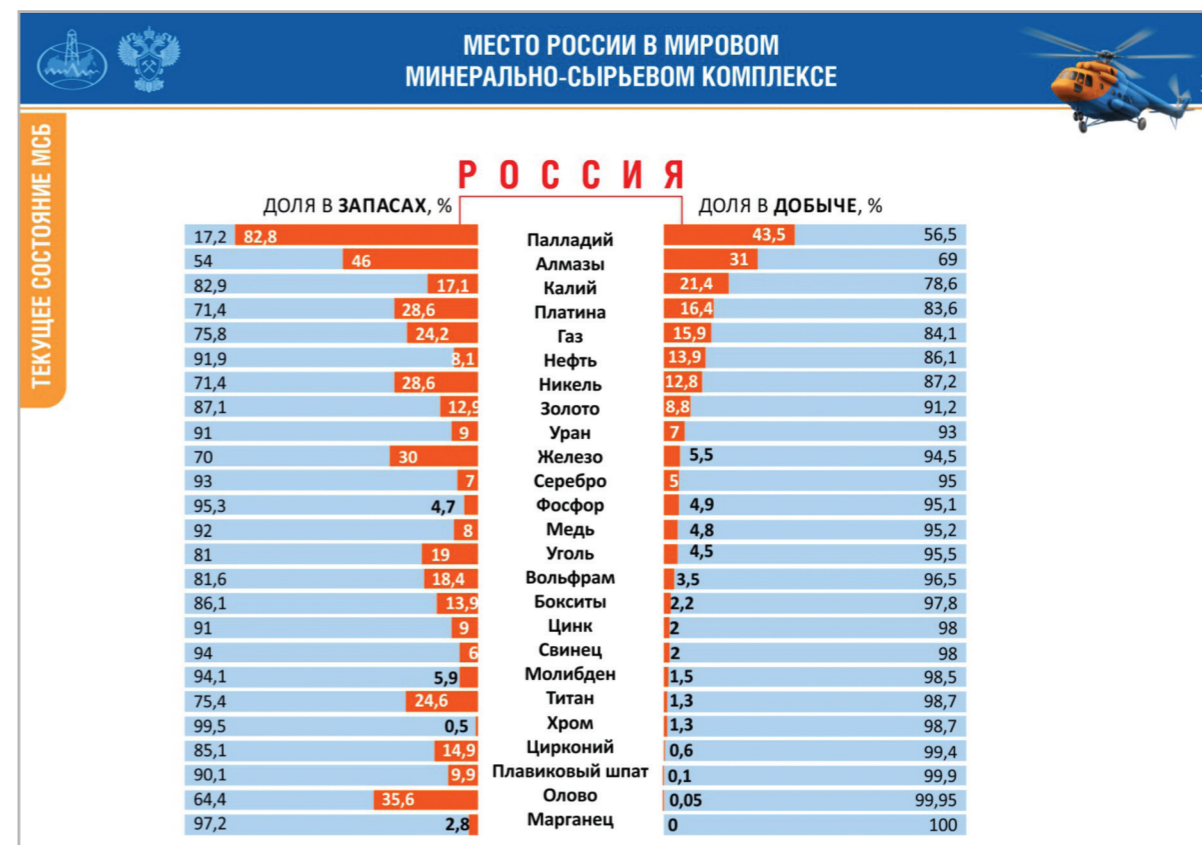 МЕСТО РОССИИ В МИРОВОМ
МИНЕРАЛЬНО-СЫРЬЕВОМ КОМПЛЕКСЕ
ТЕКУЩЕЕ СОСТОЯНИЕ МСБ
РОССИЯ
ДОЛЯ В ЗАПАСАХ, % ДОЛЯ В ДОБЫЧЕ, %
17,2 82,8 Палладий 43,5 56,5
54 46 Алмазы 31 69
82,9 17,1 Калий 21,4 78,6
71,4 28,6 Платина 16,4 83,6
75,8 24,2 Газ 15,9 84,1
91,9 8,1 Нефть 13,9 86,1
71,4 28,6 Никель 12,8 87,2
87,1 12,9 Золото 8,8 91,2
91 9 Уран 7 93
70 30 Железо 5,5 94,5
93 7 Серебро 5 95
95,3 4,7 Фосфор 4,9 95,1
92 8 Медь 4,8 95,2
81 19 Уголь 4,5 95,5
81,6 18,4 Вольфрам 3,5 96,5
86,1 13,9 Бокситы 2,2 97,8
91 9 Цинк 2 98
94 6 Свинец 2 98
94,1 5,9 Молибден 1,5 98,5
75,4 24,6 Титан 1,3 98,7
99,5 0,5 Хром 1,3 98,7
85,1 14,9 Цирконий 0,6 99,4
90,1 9,9 Плавиковый шпат 0,1 99,9
64,4 35,6 Олово 0,05 99,95
97,2 2,8 Марганец 0 100